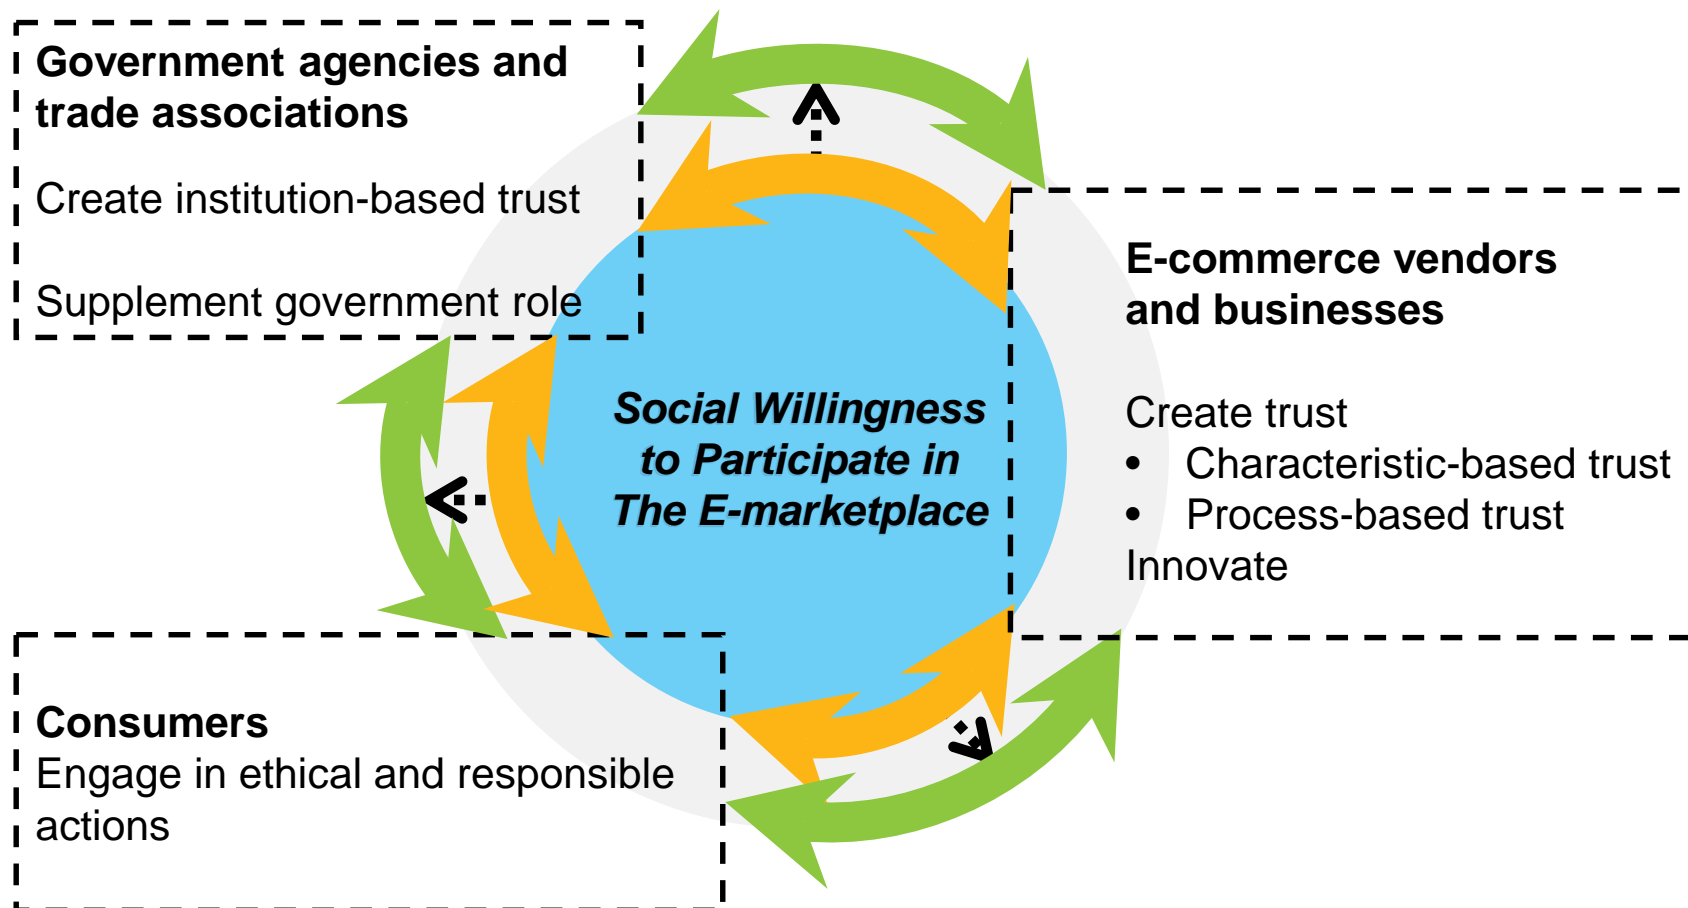 Government agencies and
trade associations
Create institution-based trust
Supplement government role
E-commerce vendors
and businesses
Create trust
• Characteristic-based trust
• Process-based trust
Innovate
Social Willingness
to Participate in
The E-marketplace
Consumers
Engage in ethical and responsible
actions